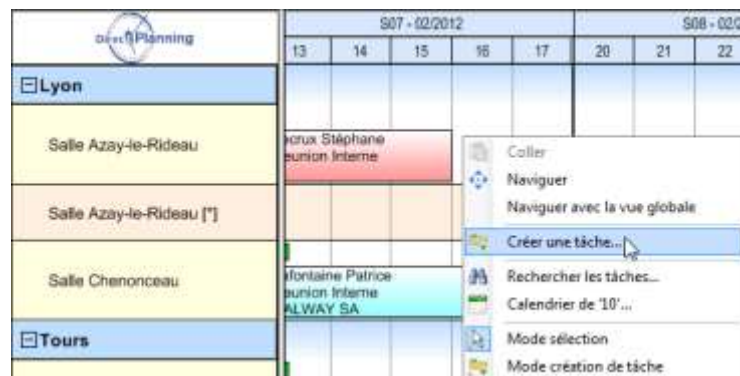 S07 - 02/2012
S08 - 02/
Direct Planning
13 14 15 16 17 20 21 22
Lyon
Salle Azay-le-Rideau
ecrux Stéphane
eunion Interne
Salle Azay-le-Rideau [*]
Salle Chenonceau
afontaine Patrice
eunion Interne
ALWAY SA
Tours
Coller
Naviguer
Naviguer avec la vue globale
Créer une tâche...
Rechercher les tâches...
Calendrier de '10'...
Mode sélection
Mode création de tâche